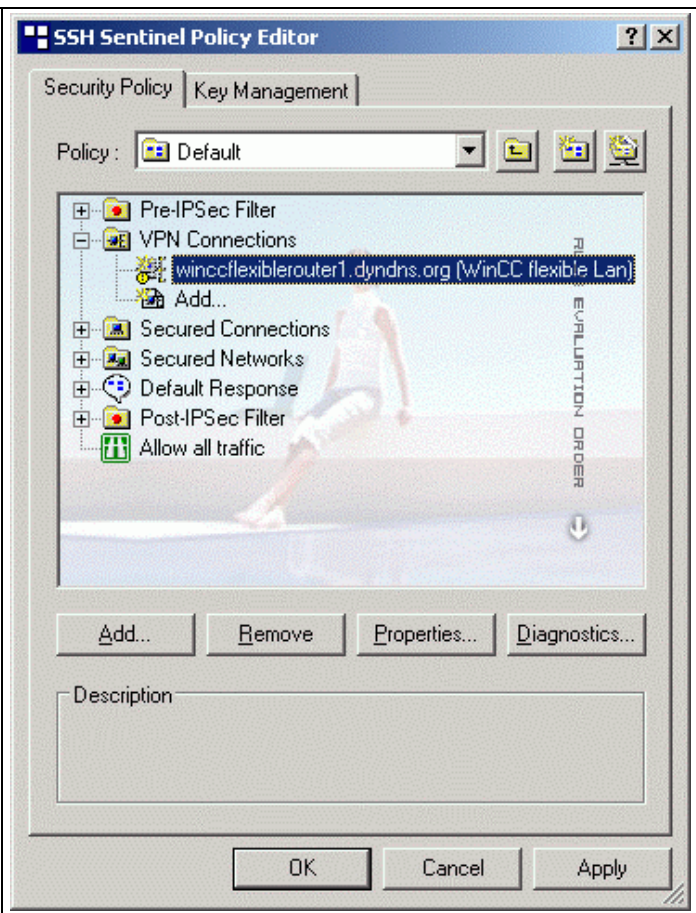 SSH Sentinel Policy Editor
Security Policy
Key Management
Policy :
Default
Pre-IPSec Filter
VPN Connections
winccflexiblerouter1.dyndns.org (WinCC flexible Lan)
Add...
Secured Connections
Secured Networks
Default Response
Post-IPSec Filter
Allow all traffic
RULES EVALUATION ORDER
Add...
Remove
Properties...
Diagnostics...
Description
OK
Cancel
Apply